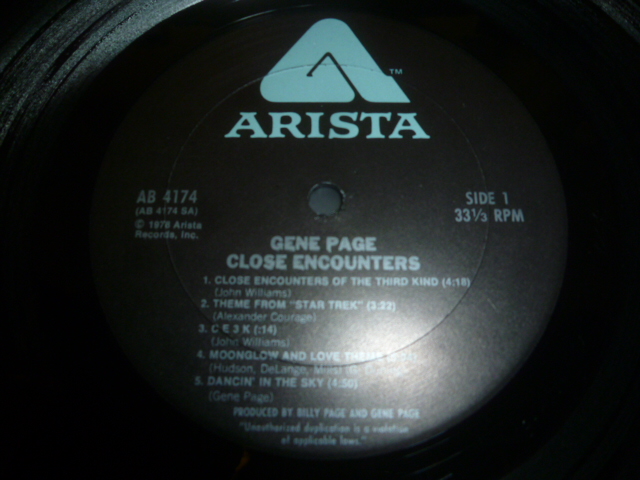 TM
ARISTA
AB 4174
(AB 4174 SA)
℗ 1978 Arista
Records, Inc.
SIDE 1
33⅓ RPM
GENE PAGE
CLOSE ENCOUNTERS
1. CLOSE ENCOUNTERS OF THE THIRD KIND (4:18)
(John Williams)
2. THEME FROM "STAR TREK" (3:22)
(Alexander Courage)
3. C E 3 K (:14)
(John Williams)
4. MOONGLOW AND LOVE THEME
(Hudson, DeLange, Mills
5. DANCIN' IN THE SKY (4:50)
(Gene Page)
PRODUCED BY BILLY PAGE AND GENE PAGE
"Unauthorized duplication is a violation
of applicable laws."